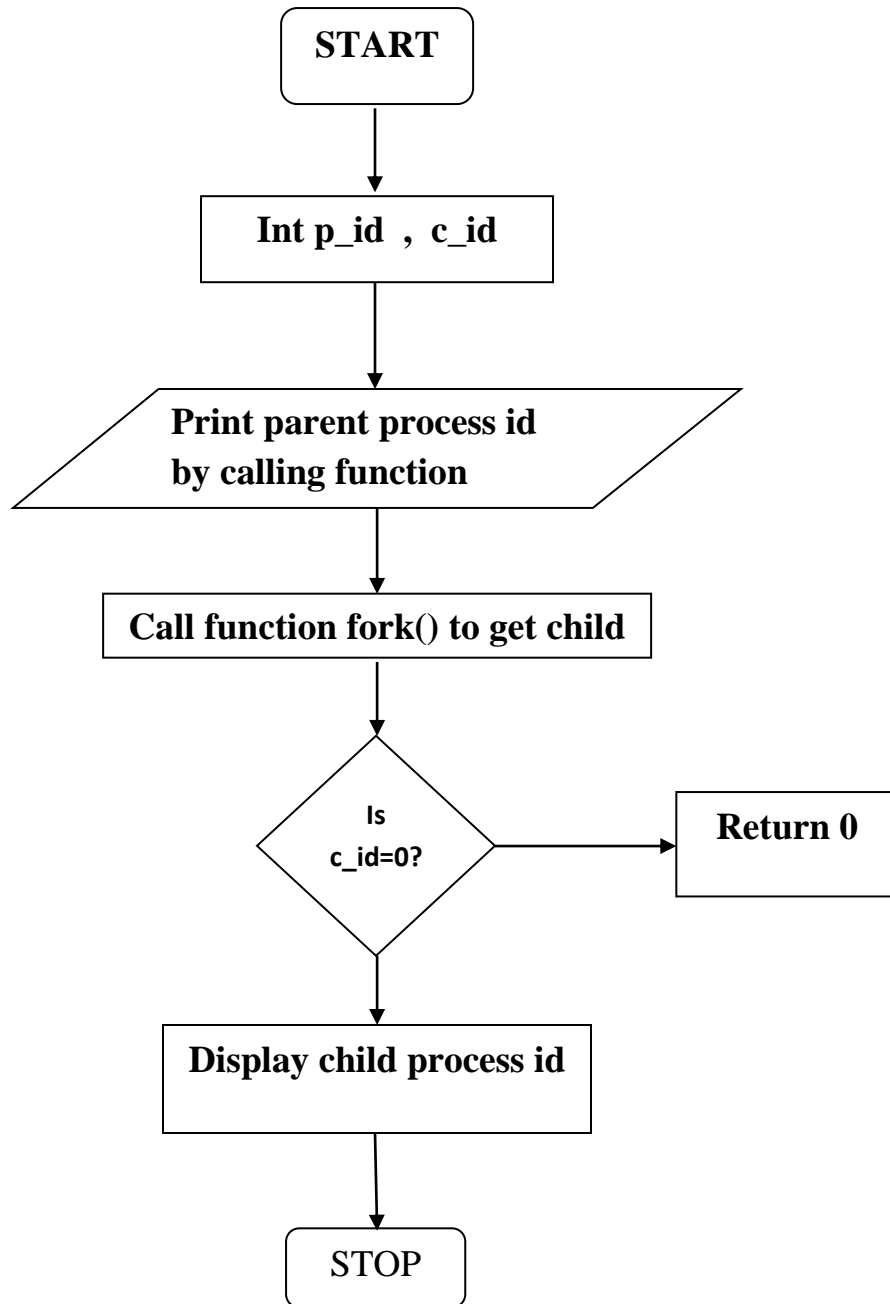 START
Int p_id , c_id
Print parent process id
by calling function
Call function fork() to get child
Is
c_id=0?
Return 0
Display child process id
STOP